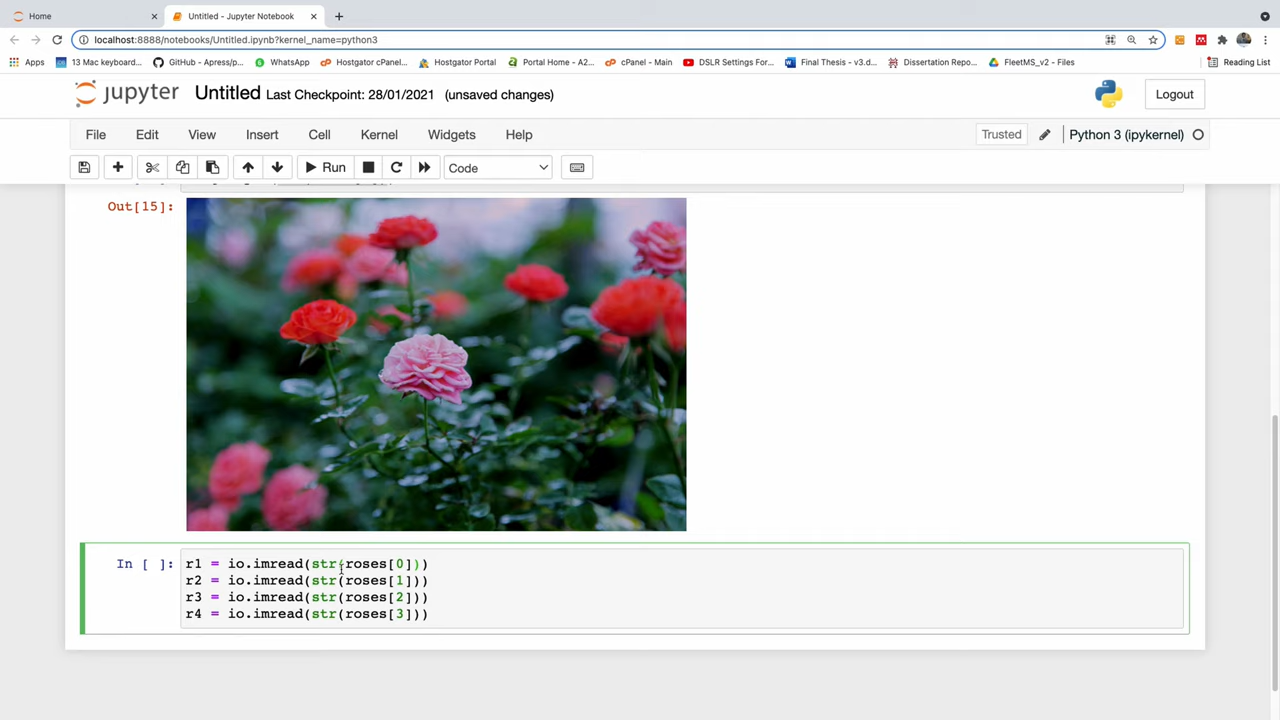 Home
Untitled - Jupyter Notebook
localhost:8888/notebooks/Untitled.ipynb?kernel_name=python3
Apps
13 Mac keyboard...
GitHub - Apress/p...
WhatsApp
Hostgator cPanel...
Hostgator Portal
Portal Home - A2...
cPanel - Main
DSLR Settings For...
Final Thesis - v3.d...
Dissertation Repo...
FleetMS_v2 - Files
Reading List
jupyter Untitled Last Checkpoint: 28/01/2021 (unsaved changes)
Logout
File Edit View Insert Cell Kernel Widgets Help
Trusted
Python 3 (ipykernel)
Run
Code
Out[15]:
In [ ]: r1 = io.imread(str(roses[0]))
r2 = io.imread(str(roses[1]))
r3 = io.imread(str(roses[2]))
r4 = io.imread(str(roses[3]))